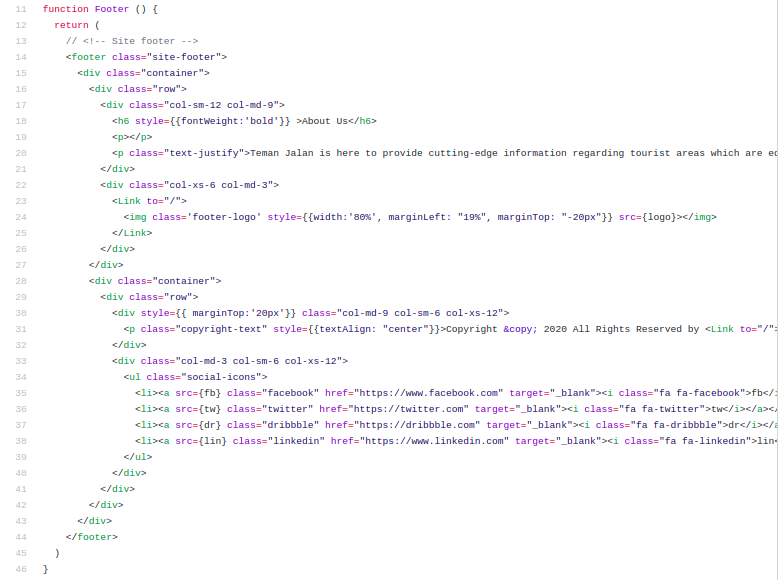 11 function Footer () {
12 return (
13 // <!-- Site footer -->
14 <footer class="site-footer">
15 <div class="container">
16 <div class="row">
17 <div class="col-sm-12 col-md-9">
18 <h6 style={{fontWeight:'bold'}} >About Us</h6>
19 <p></p>
20 <p class="text-justify">Teman Jalan is here to provide cutting-edge information regarding tourist areas which are
21 </div>
22 <div class="col-xs-6 col-md-3">
23 <Link to="/">
24 <img class='footer-logo' style={{width:'80%', marginLeft: "19%", marginTop: "-20px"}} src={logo}></img>
25 </Link>
26 </div>
27 </div>
28 <div class="container">
29 <div class="row">
30 <div style={{ marginTop:'20px'}} class="col-md-9 col-sm-6 col-xs-12">
31 <p class="copyright-text" style={{textAlign: "center"}}>Copyright &copy; 2020 All Rights Reserved by <Link to="/">
32 </div>
33 <div class="col-md-3 col-sm-6 col-xs-12">
34 <ul class="social-icons">
35 <li><a src={fb} class="facebook" href="https://www.facebook.com" target="_blank"><i class="fa fa-facebook">fb</i
36 <li><a src={tw} class="twitter" href="https://twitter.com" target="_blank"><i class="fa fa-twitter">tw</i></a></
37 <li><a src={dr} class="dribbble" href="https://dribbble.com" target="_blank"><i class="fa fa-dribbble">dr</i></a
38 <li><a src={lin} class="linkedin" href="https://www.linkedin.com" target="_blank"><i class="fa fa-linkedin">lin<
39 </ul>
40 </div>
41 </div>
42 </div>
43 </div>
44 </footer>
45 )
46 }